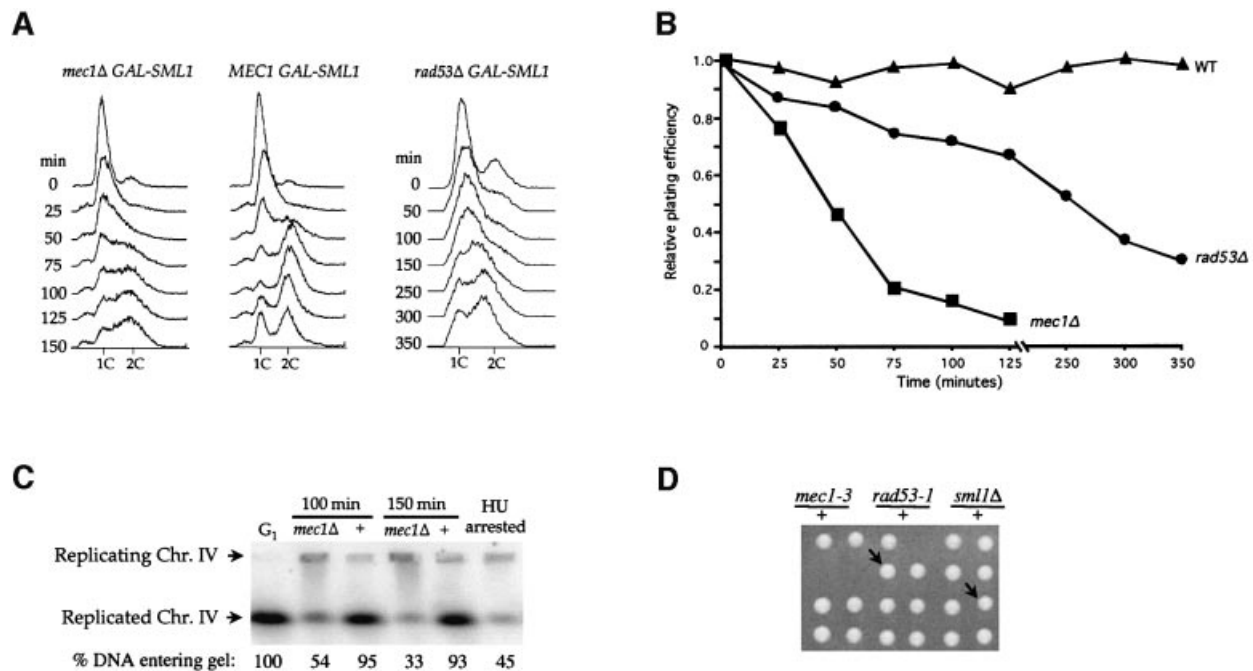 A
mec1Δ GAL-SML1 MEC1 GAL-SML1 rad53Δ GAL-SML1
min
0 0
25 50
50 100
75 150
100 250
125 300
150 350
1C 2C 1C 2C 1C 2C
B
Relative plating efficiency
1.0
0.8
0.6
0.4
0.2
0
WT
rad53Δ
mec1Δ
0 25 50 75 100 125 250 300 350
Time (minutes)
C
100 min 150 min HU
G1 mec1Δ + mec1Δ + arrested
Replicating Chr. IV
Replicated Chr. IV
% DNA entering gel: 100 54 95 33 93 45
D
mec1-3 rad53-1 sml1Δ
+ + +